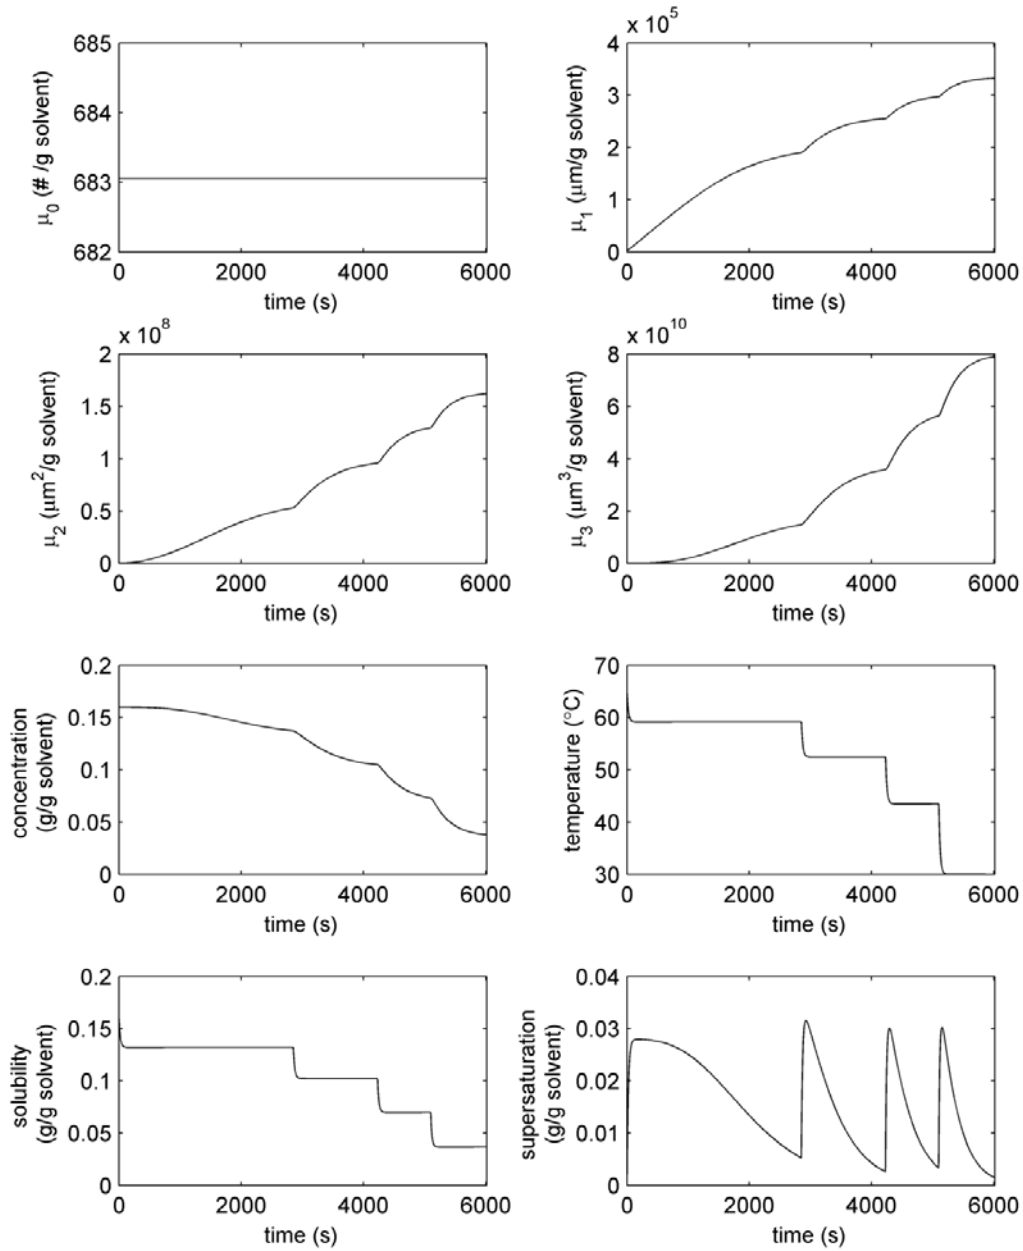 685
684
683
682
μ0 (# /g solvent)
0 2000 4000 6000
time (s)
x 10^5
4
3
2
1
0
μ1 (μm/g solvent)
0 2000 4000 6000
time (s)
x 10^8
2
1.5
1
0.5
0
μ2 (μm^2/g solvent)
0 2000 4000 6000
time (s)
x 10^10
8
6
4
2
0
μ3 (μm^3/g solvent)
0 2000 4000 6000
time (s)
0.2
0.15
0.1
0.05
0
concentration
(g/g solvent)
0 2000 4000 6000
time (s)
70
60
50
40
30
temperature (°C)
0 2000 4000 6000
time (s)
0.2
0.15
0.1
0.05
0
solubility
(g/g solvent)
0 2000 4000 6000
time (s)
0.04
0.03
0.02
0.01
0
supersaturation
(g/g solvent)
0 2000 4000 6000
time (s)